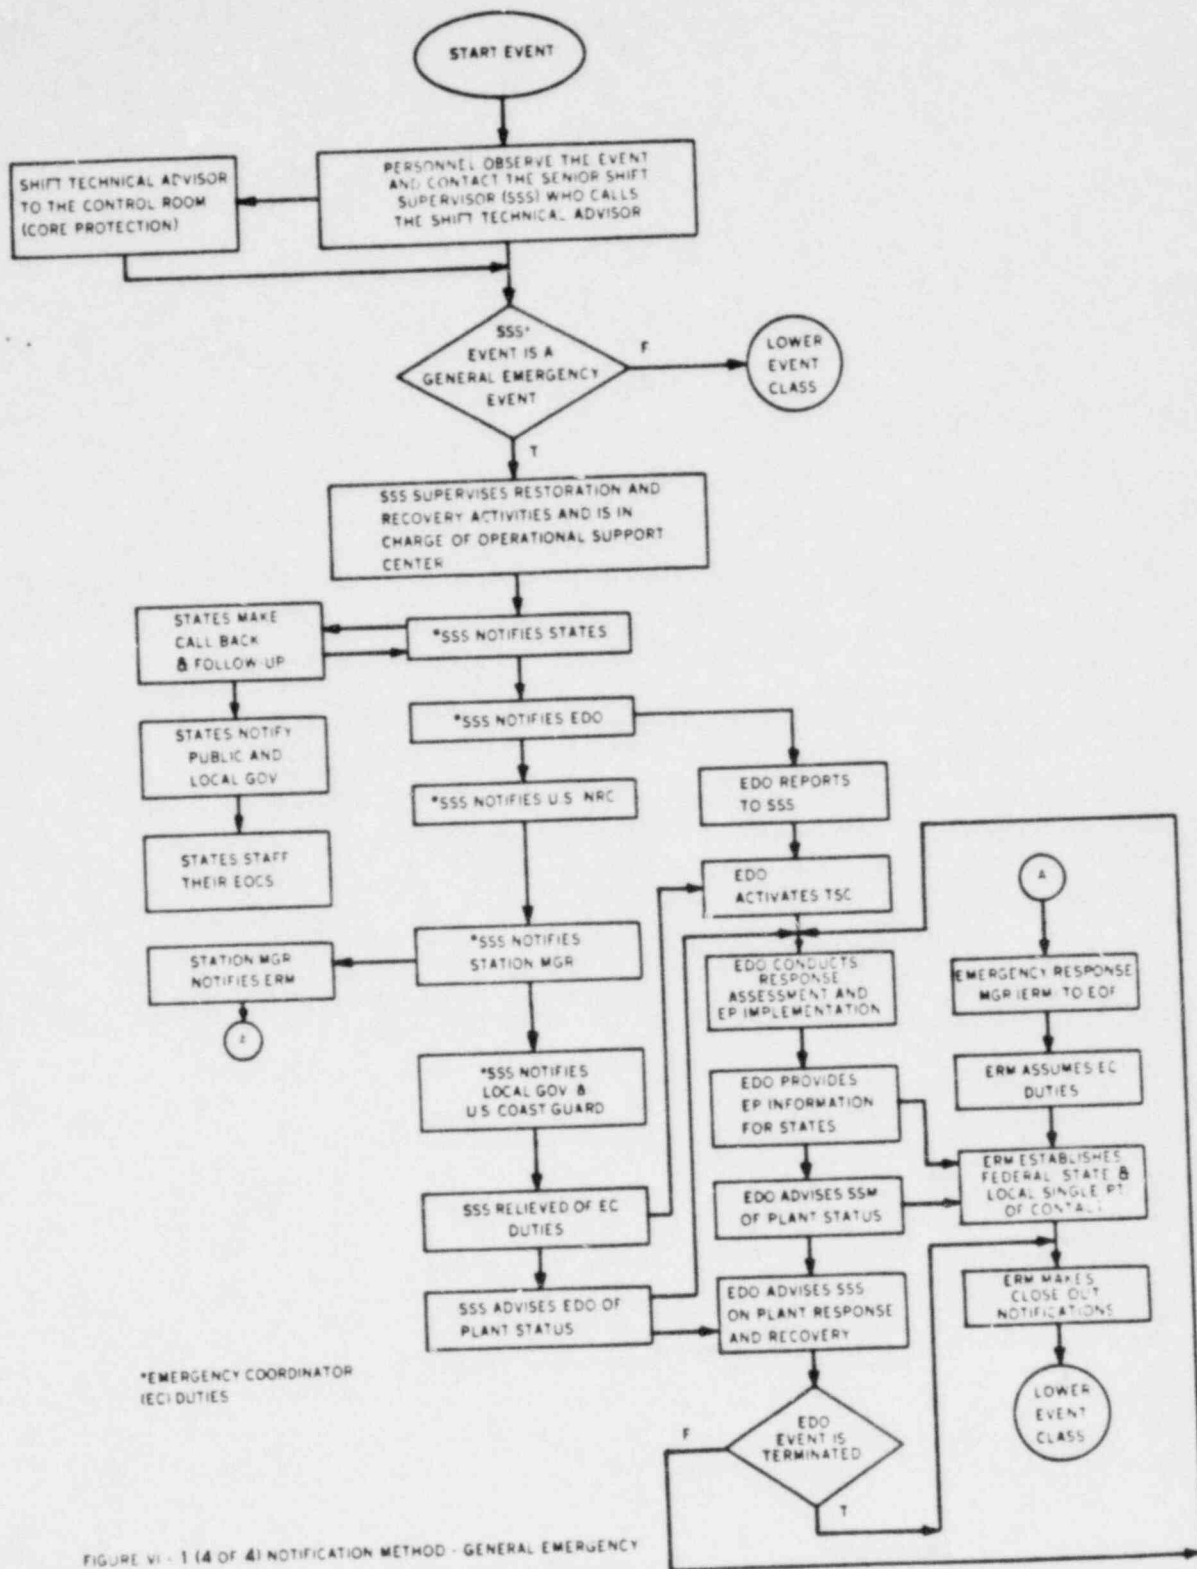 START EVENT
PERSONNEL OBSERVE THE EVENT
AND CONTACT THE SENIOR SHIFT
SUPERVISOR (SSS) WHO CALLS
THE SHIFT TECHNICAL ADVISOR
SHIFT TECHNICAL ADVISOR
TO THE CONTROL ROOM
(CORE PROTECTION)
SSS*
EVENT IS A
GENERAL EMERGENCY
EVENT
F
LOWER
EVENT
CLASS
T
SSS SUPERVISES RESTORATION AND
RECOVERY ACTIVITIES AND IS IN
CHARGE OF OPERATIONAL SUPPORT
CENTER
STATES MAKE
CALL BACK
& FOLLOW-UP
*SSS NOTIFIES STATES
STATES NOTIFY
PUBLIC AND
LOCAL GOV
*SSS NOTIFIES EDO
*SSS NOTIFIES U.S. NRC
EDO REPORTS
TO SSS
STATES STAFF
THEIR EOCS
EDO
ACTIVATES TSC
A
STATION MGR
NOTIFIES ERM
*SSS NOTIFIES
STATION MGR
EDO CONDUCTS
RESPONSE
ASSESSMENT AND
EP IMPLEMENTATION
EMERGENCY RESPONSE
MGR (ERM) TO EOF
*SSS NOTIFIES
LOCAL GOV &
U.S COAST GUARD
EDO PROVIDES
EP INFORMATION
FOR STATES
ERM ASSUMES EC
DUTIES
SSS RELIEVED OF EC
DUTIES
EDO ADVISES SSM
OF PLANT STATUS
ERM ESTABLISHES
FEDERAL STATE &
LOCAL SINGLE PT
OF CONTACT
SSS ADVISES EDO OF
PLANT STATUS
EDO ADVISES SSS
ON PLANT RESPONSE
AND RECOVERY
ERM MAKES
CLOSE OUT
NOTIFICATIONS
*EMERGENCY COORDINATOR
(EC) DUTIES
LOWER
EVENT
CLASS
F
EDO
EVENT IS
TERMINATED
T
FIGURE VI - 1 (4 OF 4) NOTIFICATION METHOD - GENERAL EMERGENCY